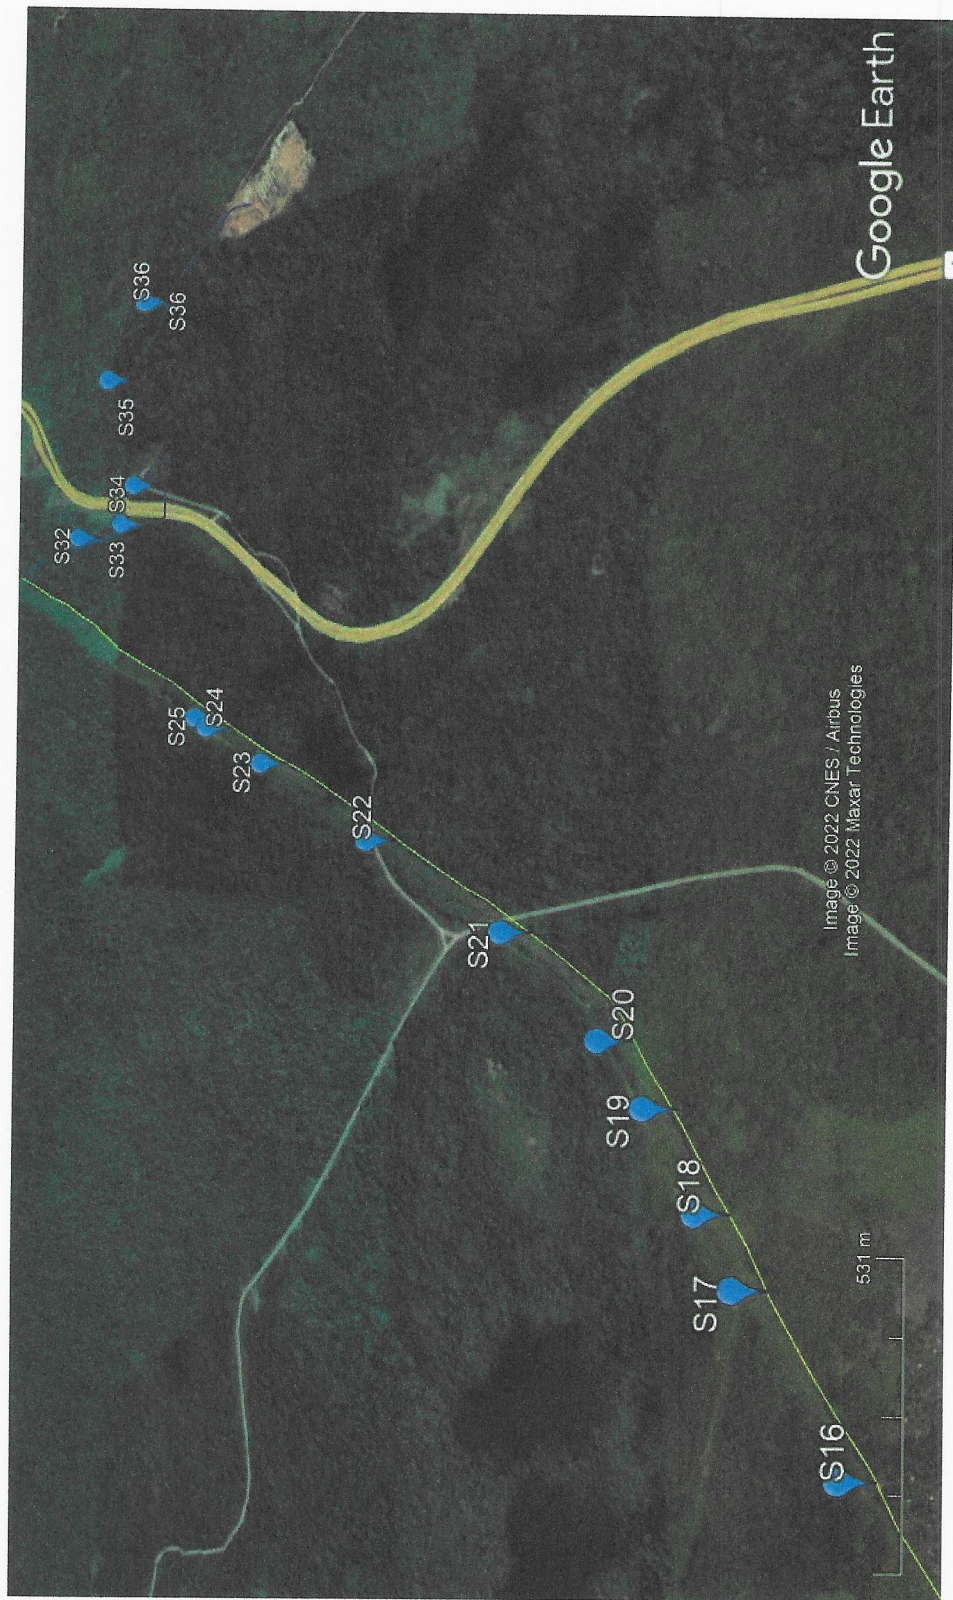 S16
S17
S18
S19
S20
S21
S22
S23
S24
S25
S32
S33
S34
S35
S36
S36
531 m
Image © 2022 CNES / Airbus
Image © 2022 Maxar Technologies
Google Earth